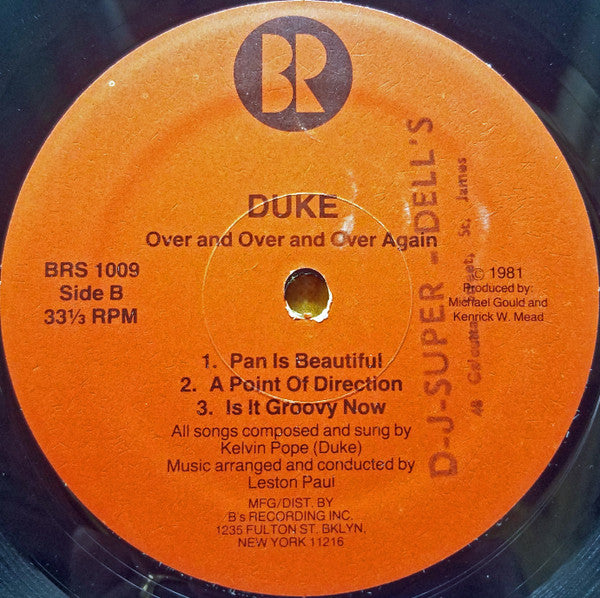 BR
DUKE
Over and Over and Over Again
BRS 1009
Side B
33⅓ RPM
© 1981
Produced by:
Michael Gould and
Kenrick W. Mead
1. Pan Is Beautiful
2. A Point Of Direction
3. Is It Groovy Now
All songs composed and sung by
Kelvin Pope (Duke)
Music arranged and conducted by
Leston Paul
MFG/DIST. BY
B's RECORDING INC.
1235 FULTON ST. BKLYN,
NEW YORK 11216
D-J-SUPER-DELL'S
48 Calcutta Street, St. James